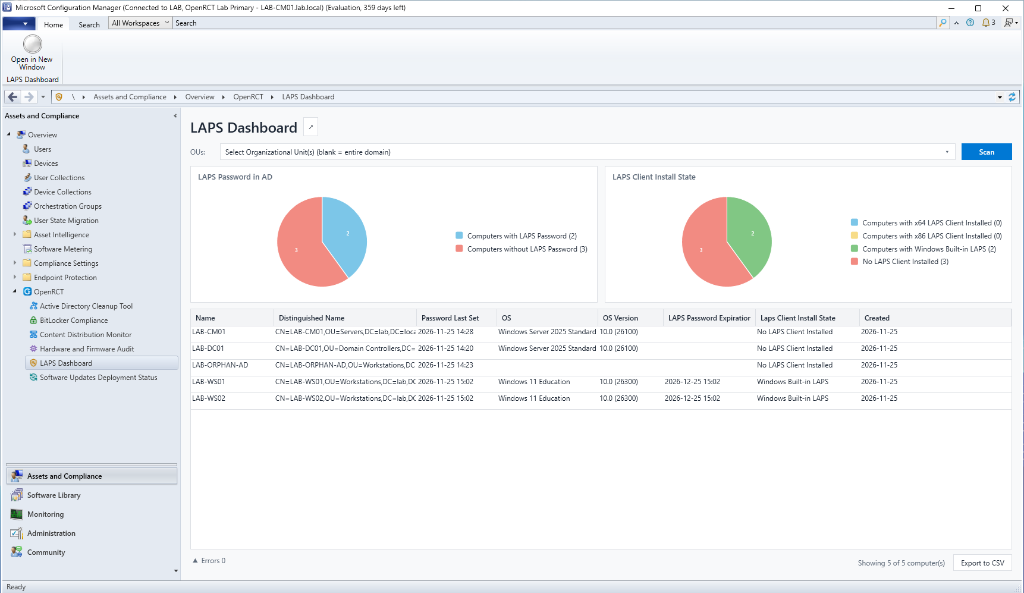 Microsoft Configuration Manager (Connected to LAB, OpenRCT Lab Primary - LAB-CM01.lab.local) (Evaluation, 359 days left)
Home Search All Workspaces Search 3
Open in New
Window
LAPS Dashboard
\ Assets and Compliance Overview OpenRCT LAPS Dashboard
Assets and Compliance
Overview
Users
Devices
User Collections
Device Collections
Orchestration Groups
User State Migration
Asset Intelligence
Software Metering
Compliance Settings
Endpoint Protection
OpenRCT
Active Directory Cleanup Tool
BitLocker Compliance
Content Distribution Monitor
Hardware and Firmware Audit
LAPS Dashboard
Software Updates Deployment Status
Assets and Compliance
Software Library
Monitoring
Administration
Community
LAPS Dashboard
OUs: Select Organizational Unit(s) (blank = entire domain) Scan
LAPS Password in AD
2
3
Computers with LAPS Password (2)
Computers without LAPS Password (3)
LAPS Client Install State
2
3
Computers with x64 LAPS Client Installed (0)
Computers with x86 LAPS Client Installed (0)
Computers with Windows Built-in LAPS (2)
No LAPS Client Installed (3)
Name Distinguished Name Password Last Set OS OS Version LAPS Password Expiration Laps Client Install State Created
LAB-CM01 CN=LAB-CM01,OU=Servers,DC=lab,DC=loca 2026-11-25 14:28 Windows Server 2025 Standard 10.0 (26100) No LAPS Client Installed 2026-11-25
LAB-DC01 CN=LAB-DC01,OU=Domain Controllers,DC= 2026-11-25 14:20 Windows Server 2025 Standard 10.0 (26100) No LAPS Client Installed 2026-11-25
LAB-ORPHAN-AD CN=LAB-ORPHAN-AD,OU=Workstations,DC 2026-11-25 14:23 No LAPS Client Installed 2026-11-25
LAB-WS01 CN=LAB-WS01,OU=Workstations,DC=lab,DC 2026-11-25 15:02 Windows 11 Education 10.0 (26300) 2026-12-25 15:02 Windows Built-in LAPS 2026-11-25
LAB-WS02 CN=LAB-WS02,OU=Workstations,DC=lab,DC 2026-11-25 15:02 Windows 11 Education 10.0 (26300) 2026-12-25 15:02 Windows Built-in LAPS 2026-11-25
Errors 0 Showing 5 of 5 computer(s) Export to CSV
Ready